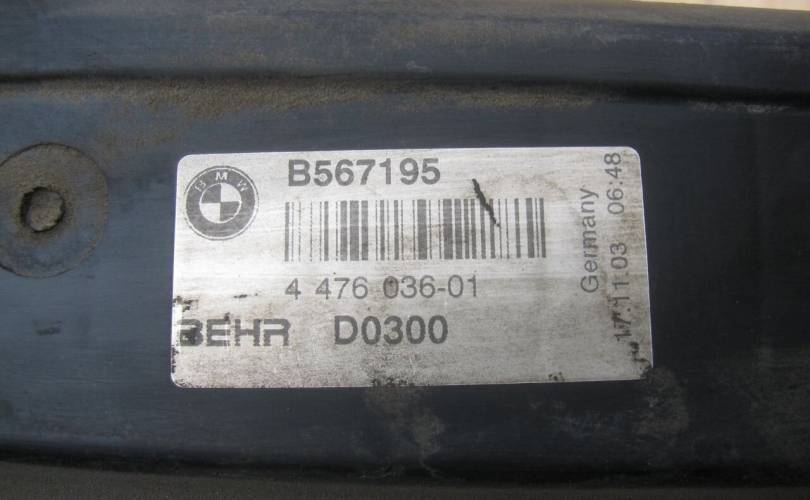 BMW
B567195
4 476 036-01
BEHR D0300
Germany
17.11.03 06:48